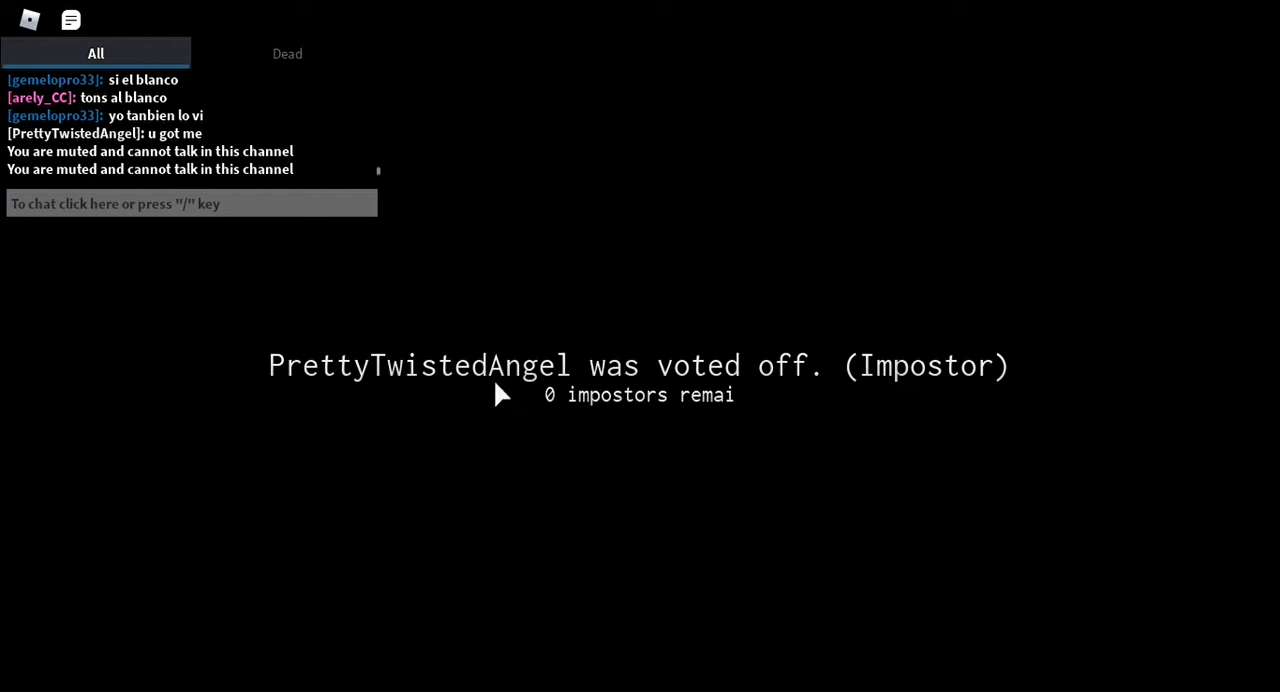 All
Dead
[gemelopro33]: si el blanco
[arely_CC]: tons al blanco
[gemelopro33]: yo tanbien lo vi
[PrettyTwistedAngel]: u got me
You are muted and cannot talk in this channel
You are muted and cannot talk in this channel
To chat click here or press "/" key
PrettyTwistedAngel was voted off. (Impostor)
0 impostors remai